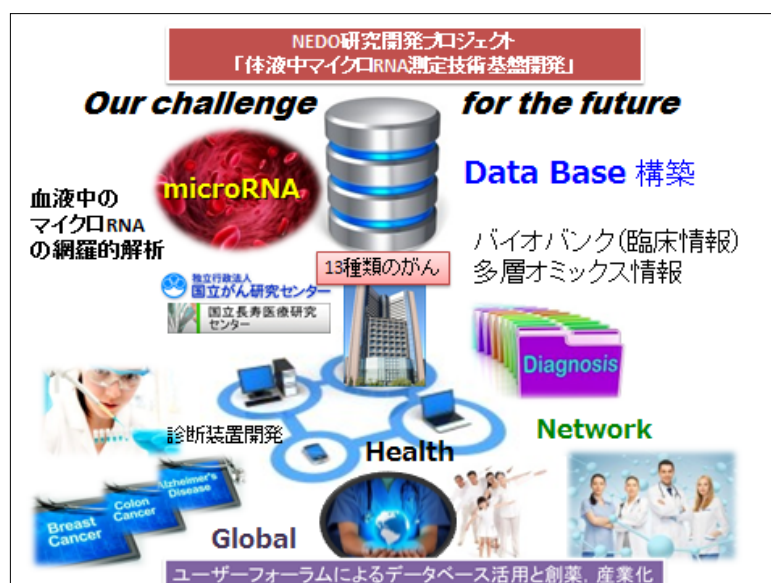 NEDO研究開発プロジェクト
「体液中マイクロRNA測定技術基盤開発」
Our challenge for the future
microRNA
Data Base 構築
血液中の
マイクロRNA
の網羅的解析
バイオバンク(臨床情報)
多層オミックス情報
13種類のがん
独立行政法人
国立がん研究センター
国立長寿医療研究
センター
Diagnosis
診断装置開発
Network
Health
Breast
Cancer
Colon
Cancer
Alzheimer's
Disease
Global
ユーザーフォーラムによるデータベース活用と創薬，産業化